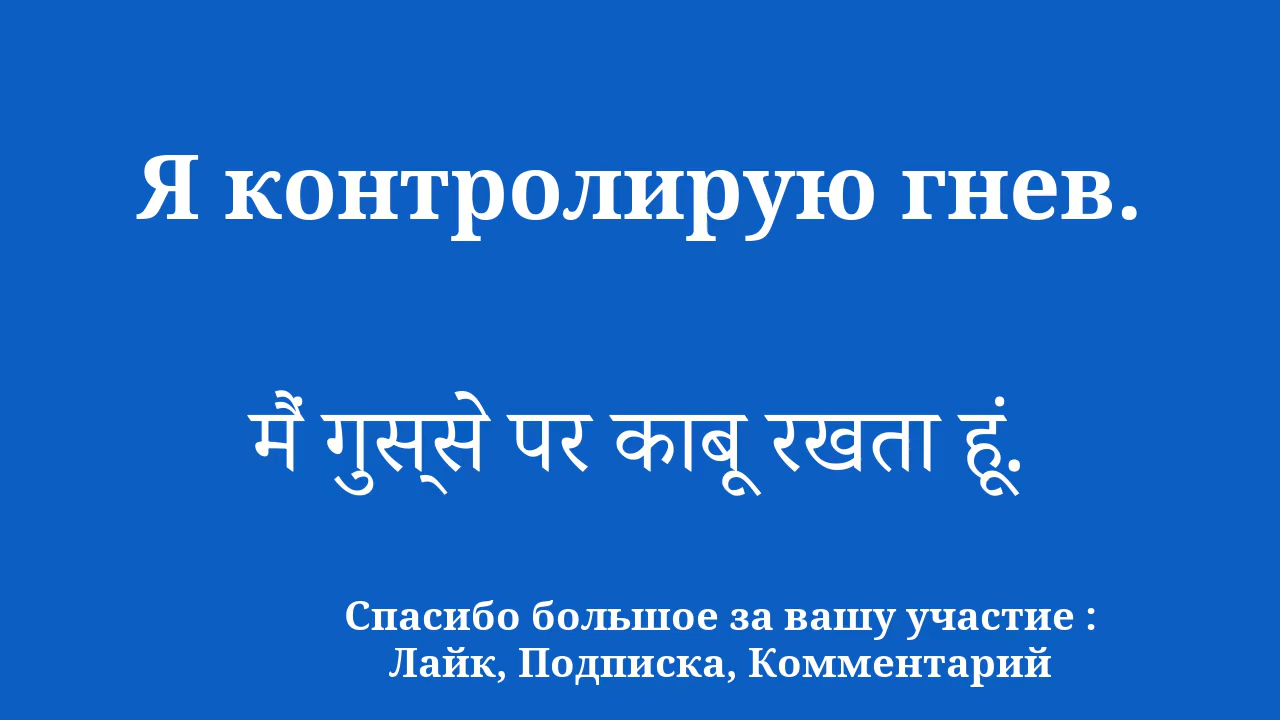 Я контролирую гнев.
मैं गुस्‌से पर काबू रखता हूं.
Спасибо большое за вашу участие :
Лайк, Подписка, Комментарий